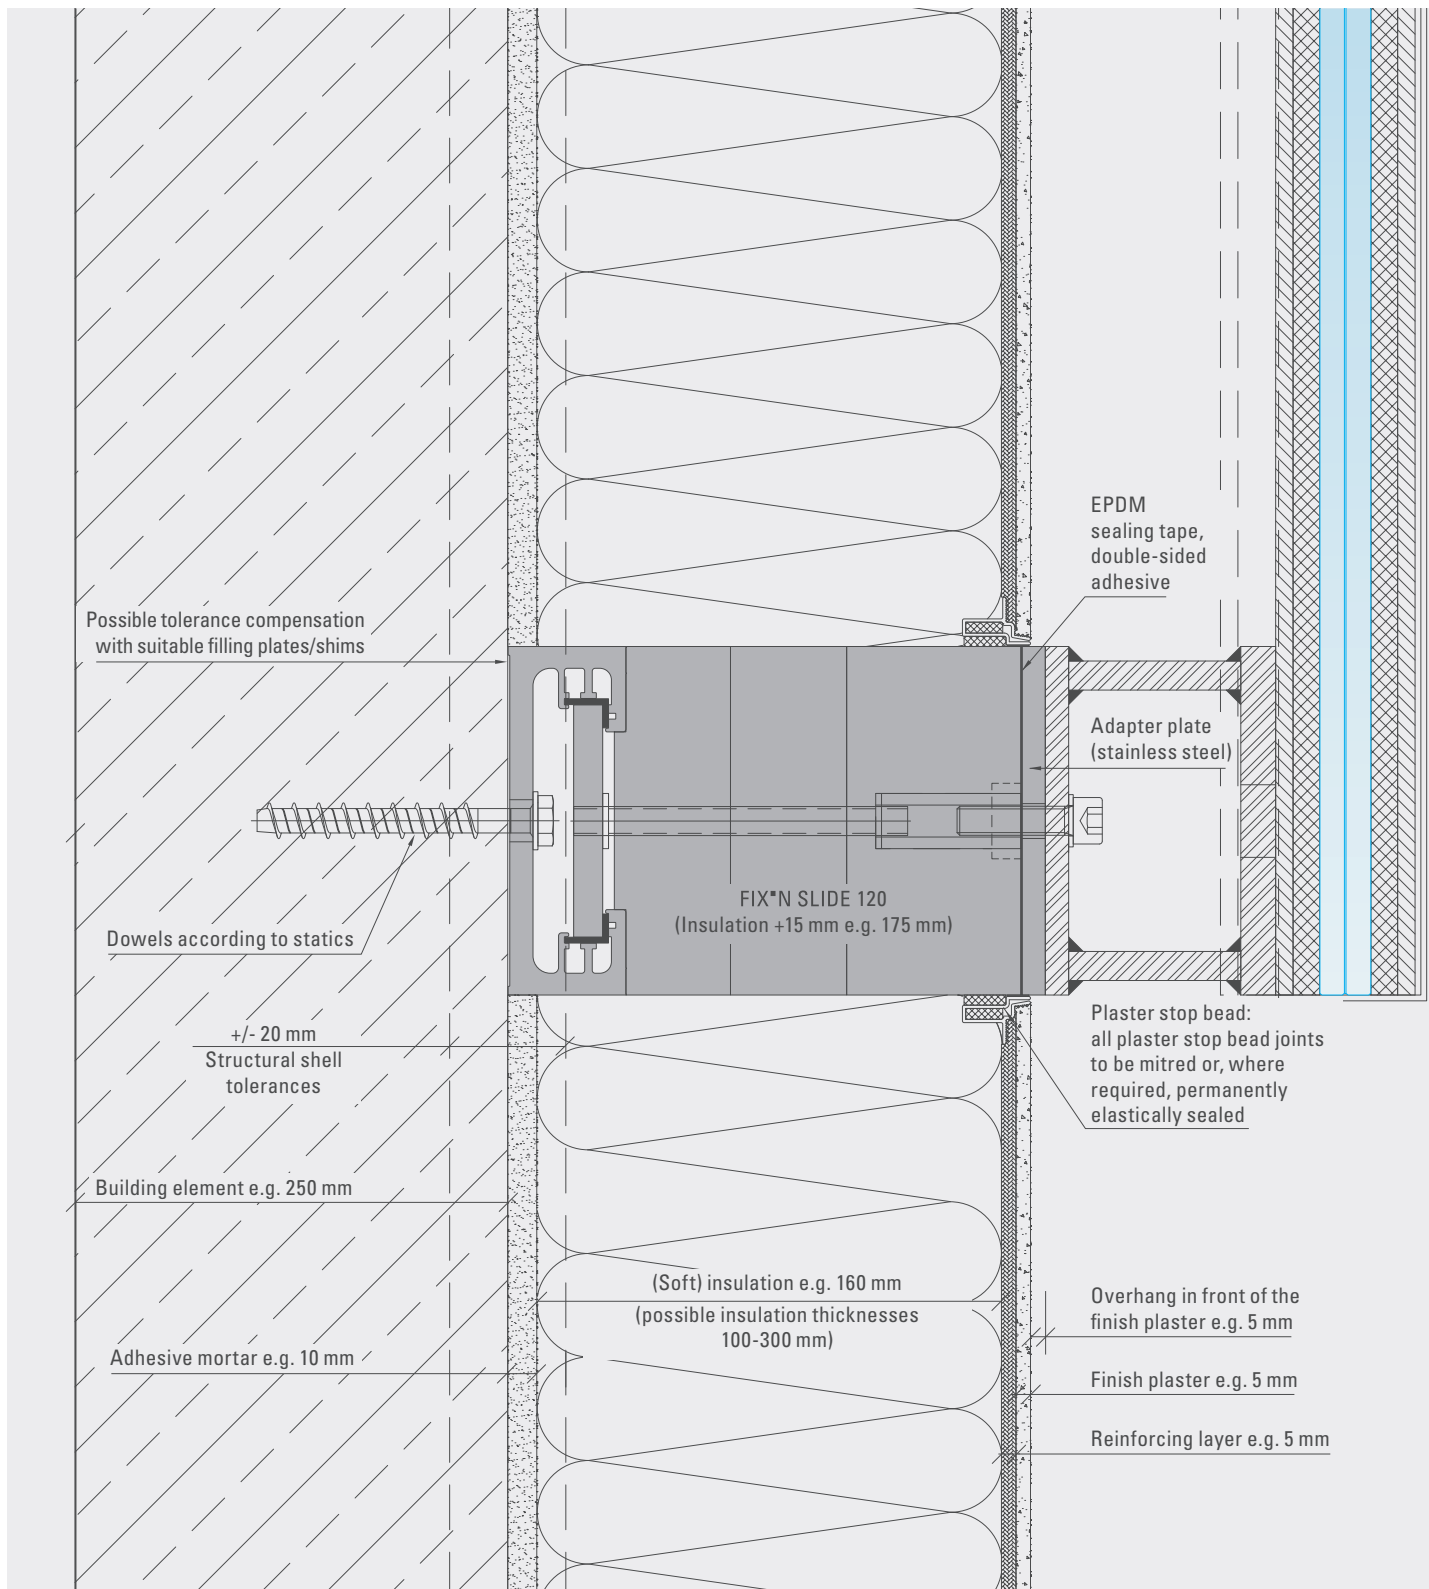 EPDM
sealing tape,
double-sided
adhesive
Possible tolerance compensation
with suitable filling plates/shims
Adapter plate
(stainless steel)
FIX■N SLIDE 120
(Insulation +15 mm e.g. 175 mm)
Dowels according to statics
Plaster stop bead:
all plaster stop bead joints
to be mitred or, where
required, permanently
elastically sealed
+/- 20 mm
Structural shell
tolerances
Building element e.g. 250 mm
(Soft) insulation e.g. 160 mm
(possible insulation thicknesses
100-300 mm)
Overhang in front of the
finish plaster e.g. 5 mm
Adhesive mortar e.g. 10 mm
Finish plaster e.g. 5 mm
Reinforcing layer e.g. 5 mm